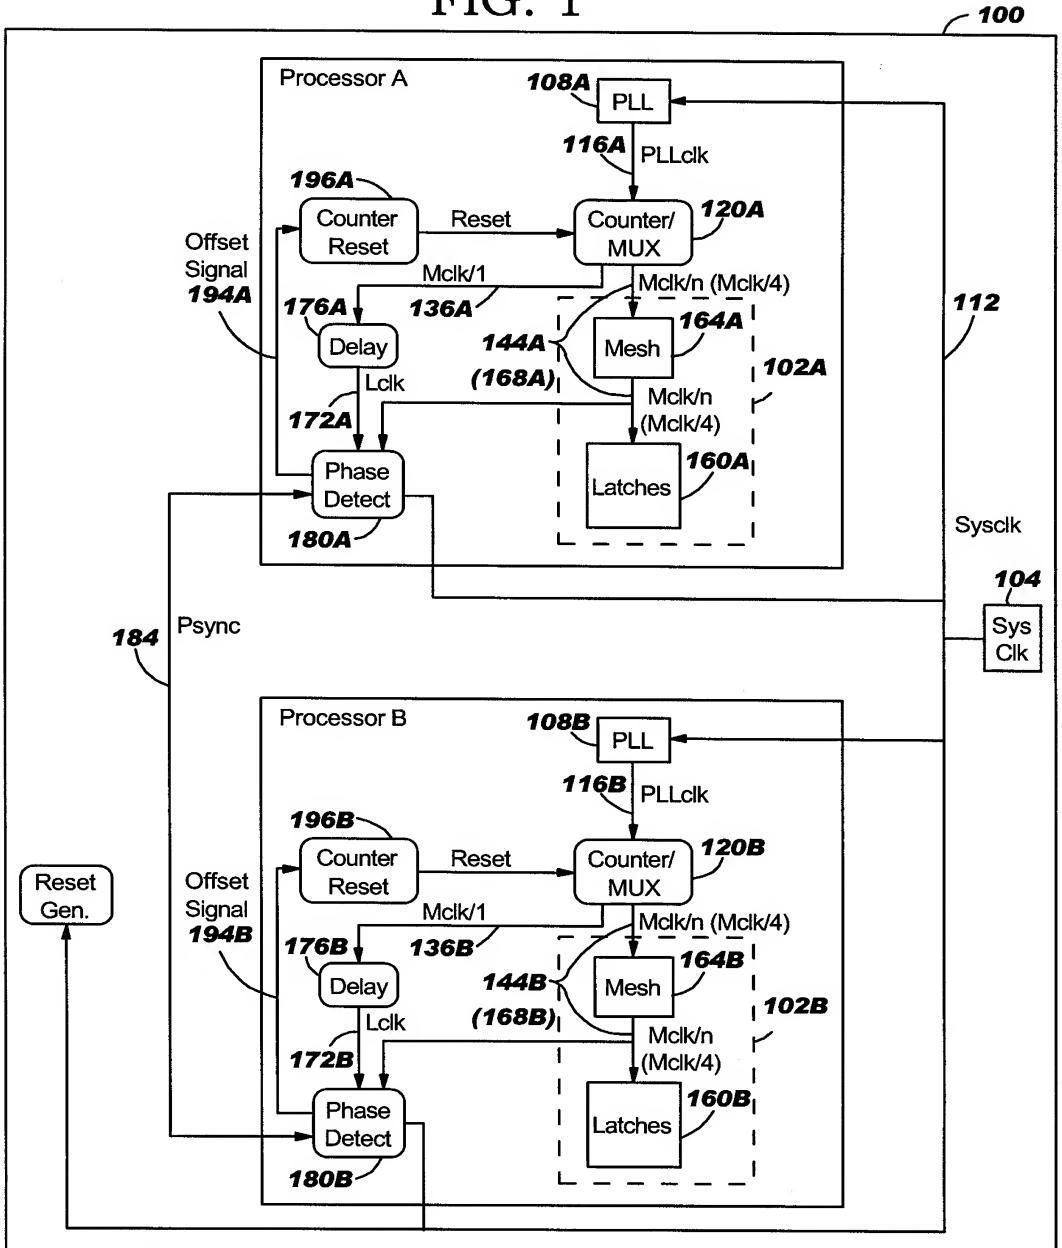 FIG. 1
100
Processor A
108A
PLL
116A
PLLclk
196A
Counter
Reset
Reset
Counter/
MUX
120A
Offset
Signal
194A
Mclk/1
136A
Mclk/n (Mclk/4)
176A
Delay
144A
(168A)
Mesh
164A
102A
112
Lclk
172A
Mclk/n
(Mclk/4)
Phase
Detect
180A
Latches
160A
Sysclk
104
Sys
Clk
184
Psync
Processor B
108B
PLL
116B
PLLclk
196B
Counter
Reset
Reset
Counter/
MUX
120B
Reset
Gen.
Offset
Signal
194B
Mclk/1
136B
Mclk/n (Mclk/4)
176B
Delay
144B
(168B)
Mesh
164B
102B
Lclk
172B
Mclk/n
(Mclk/4)
Phase
Detect
180B
Latches
160B